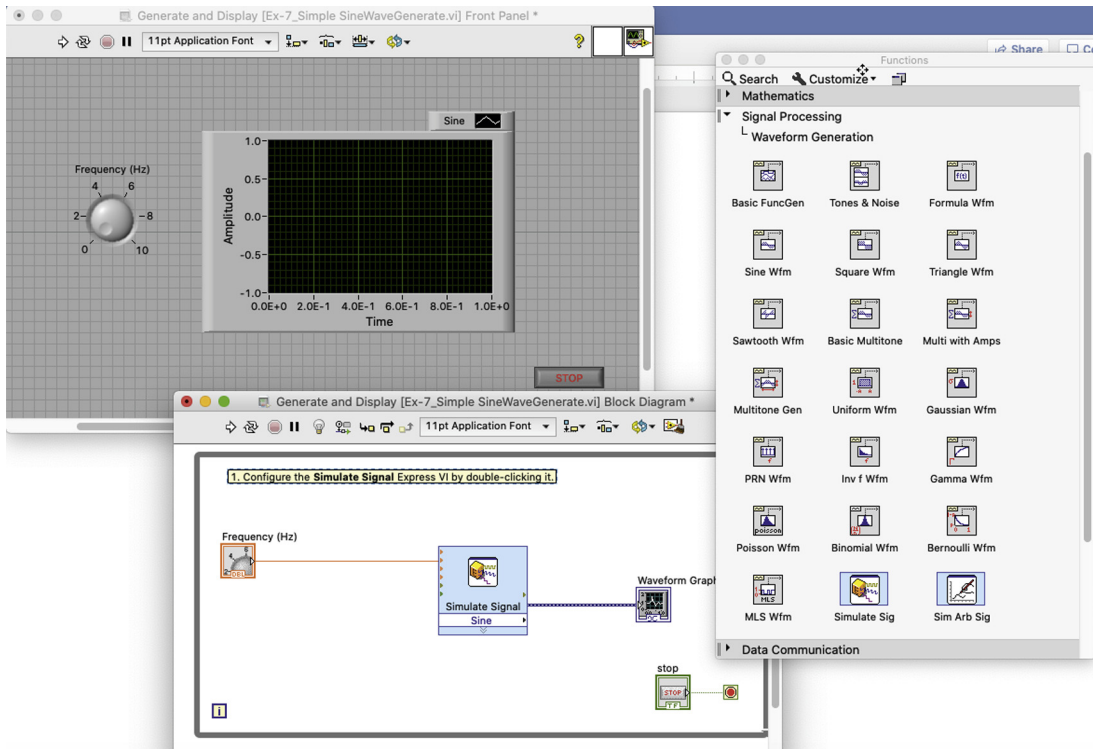 Generate and Display [Ex-7_Simple SineWaveGenerate.vi] Front Panel *
11pt Application Font
Share
Sine
1.0
0.5
0.0
-0.5
-1.0
Amplitude
0.0E+0 2.0E-1 4.0E-1 6.0E-1 8.0E-1 1.0E+0
Time
Frequency (Hz)
4 6
2 8
0 10
STOP
Functions
Search Customize
Mathematics
Signal Processing
Waveform Generation
Basic FuncGen Tones & Noise Formula Wfm
Sine Wfm Square Wfm Triangle Wfm
Sawtooth Wfm Basic Multitone Multi with Amps
Multitone Gen Uniform Wfm Gaussian Wfm
PRN Wfm Inv f Wfm Gamma Wfm
poisson
Poisson Wfm Binomial Wfm Bernoulli Wfm
MLS
MLS Wfm Simulate Sig Sim Arb Sig
Data Communication
Generate and Display [Ex-7_Simple SineWaveGenerate.vi] Block Diagram *
11pt Application Font
1. Configure the Simulate Signal Express VI by double-clicking it.
Frequency (Hz)
DBL
Simulate Signal
Sine
Waveform Graph
stop
STOP
TF
i